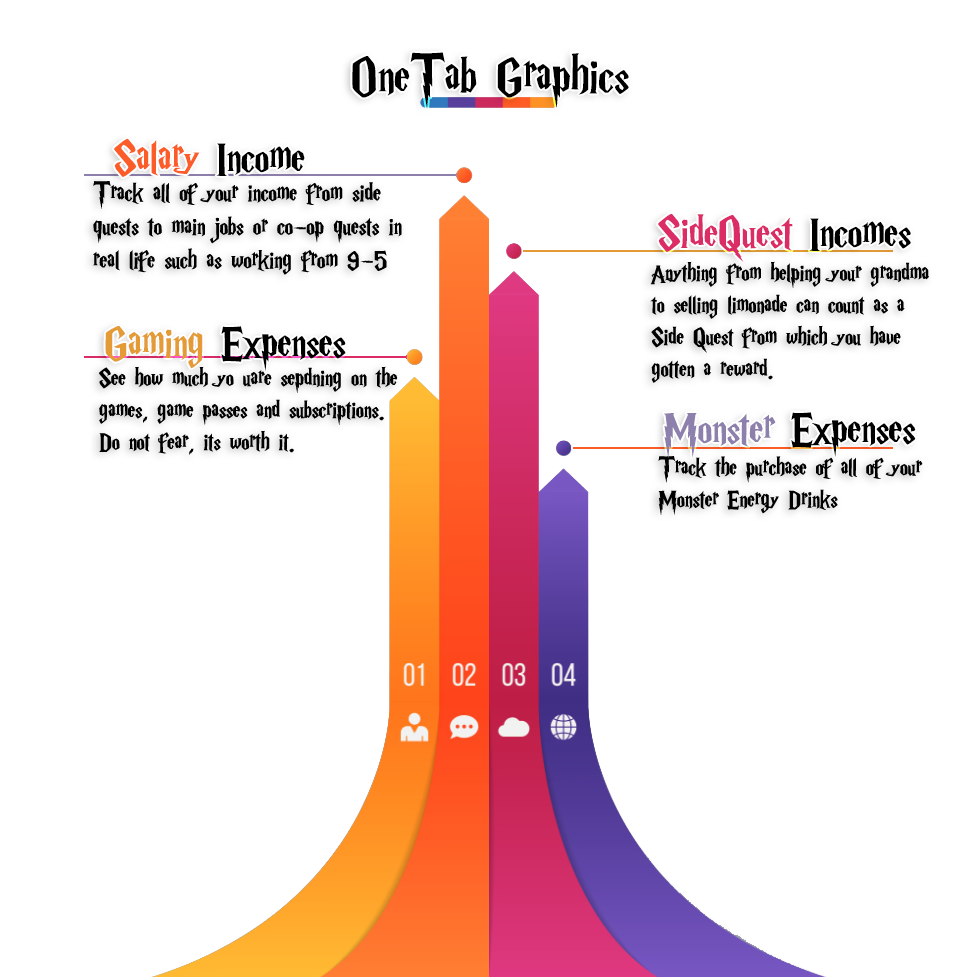 OneTab Graphics
Salary Income
Track all of your income from side
quests to main jobs or co-op quests in
real life such as working from 9-5
SideQuest Incomes
Anything from helping your grandma
to selling limonade can count as a
Side Quest from which you have
gotten a reward.
Gaming Expenses
See how much yo uare sepdning on the
games, game passes and subscriptions.
Do not fear, its worth it.
Monster Expenses
Track the purchase of all of your
Monster Energy Drinks
01 02 03 04